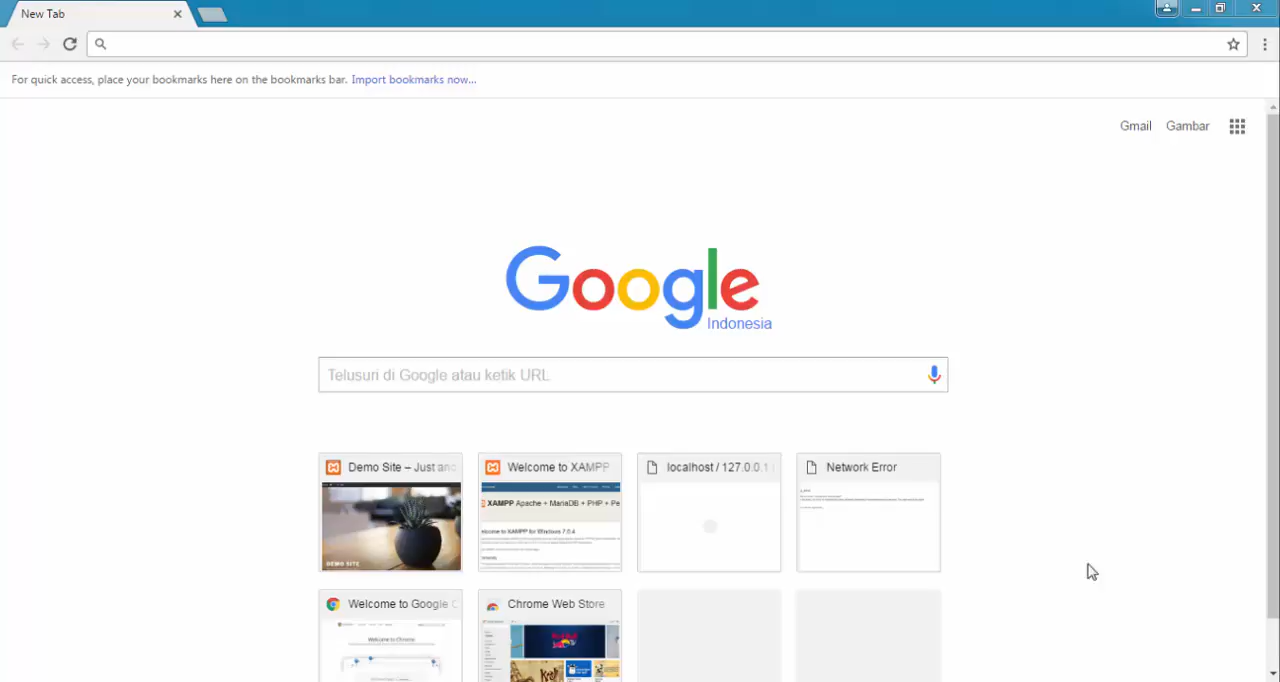 New Tab
For quick access, place your bookmarks here on the bookmarks bar. Import bookmarks now...
Gmail Gambar
Google
Indonesia
Telusuri di Google atau ketik URL
Demo Site – Just an
Welcome to XAMPP
localhost / 127.0.0.1
Network Error
XAMPP Apache + MariaDB + PHP + Pe
elcome to XAMPP for Windows 7.0.4
DEMO SITE
Welcome to Google C
Chrome Web Store
Welcome to Chrome